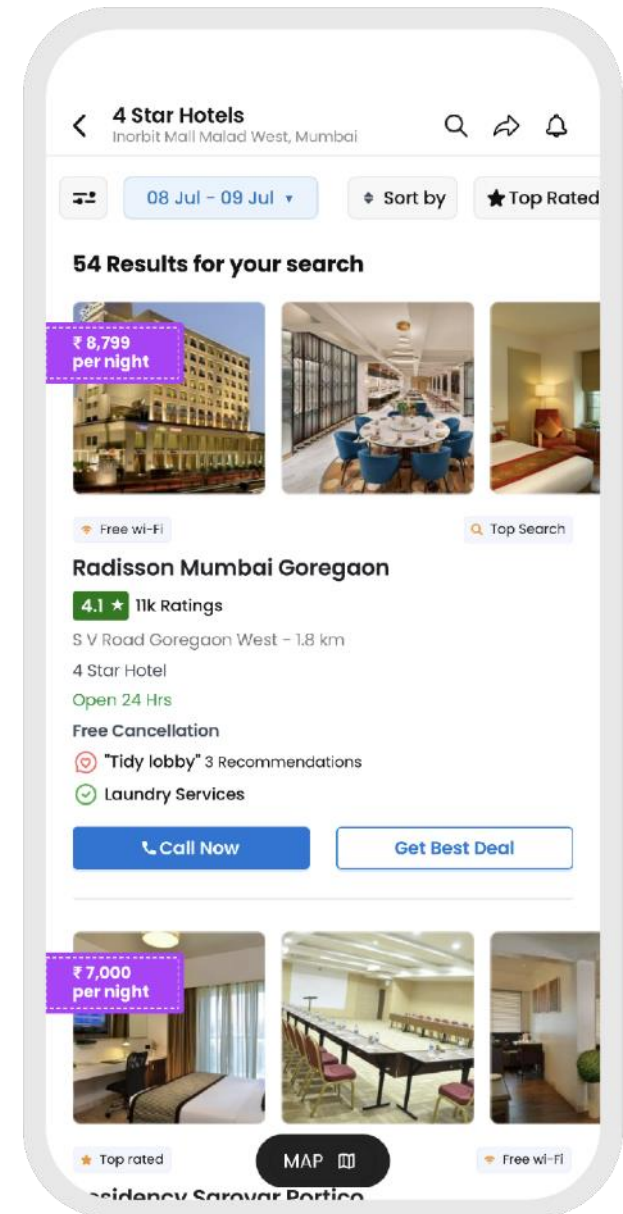 4 Star Hotels
Inorbit Mall Malad West, Mumbai
08 Jul - 09 Jul
Sort by
Top Rated
54 Results for your search
₹ 8,799
per night
Free wi-Fi
Top Search
Radisson Mumbai Goregaon
4.1 ★ 11k Ratings
S V Road Goregaon West - 1.8 km
4 Star Hotel
Open 24 Hrs
Free Cancellation
"Tidy lobby" 3 Recommendations
Laundry Services
Call Now
Get Best Deal
₹ 7,000
per night
Top rated
MAP
Free wi-Fi
Sarovar Portico